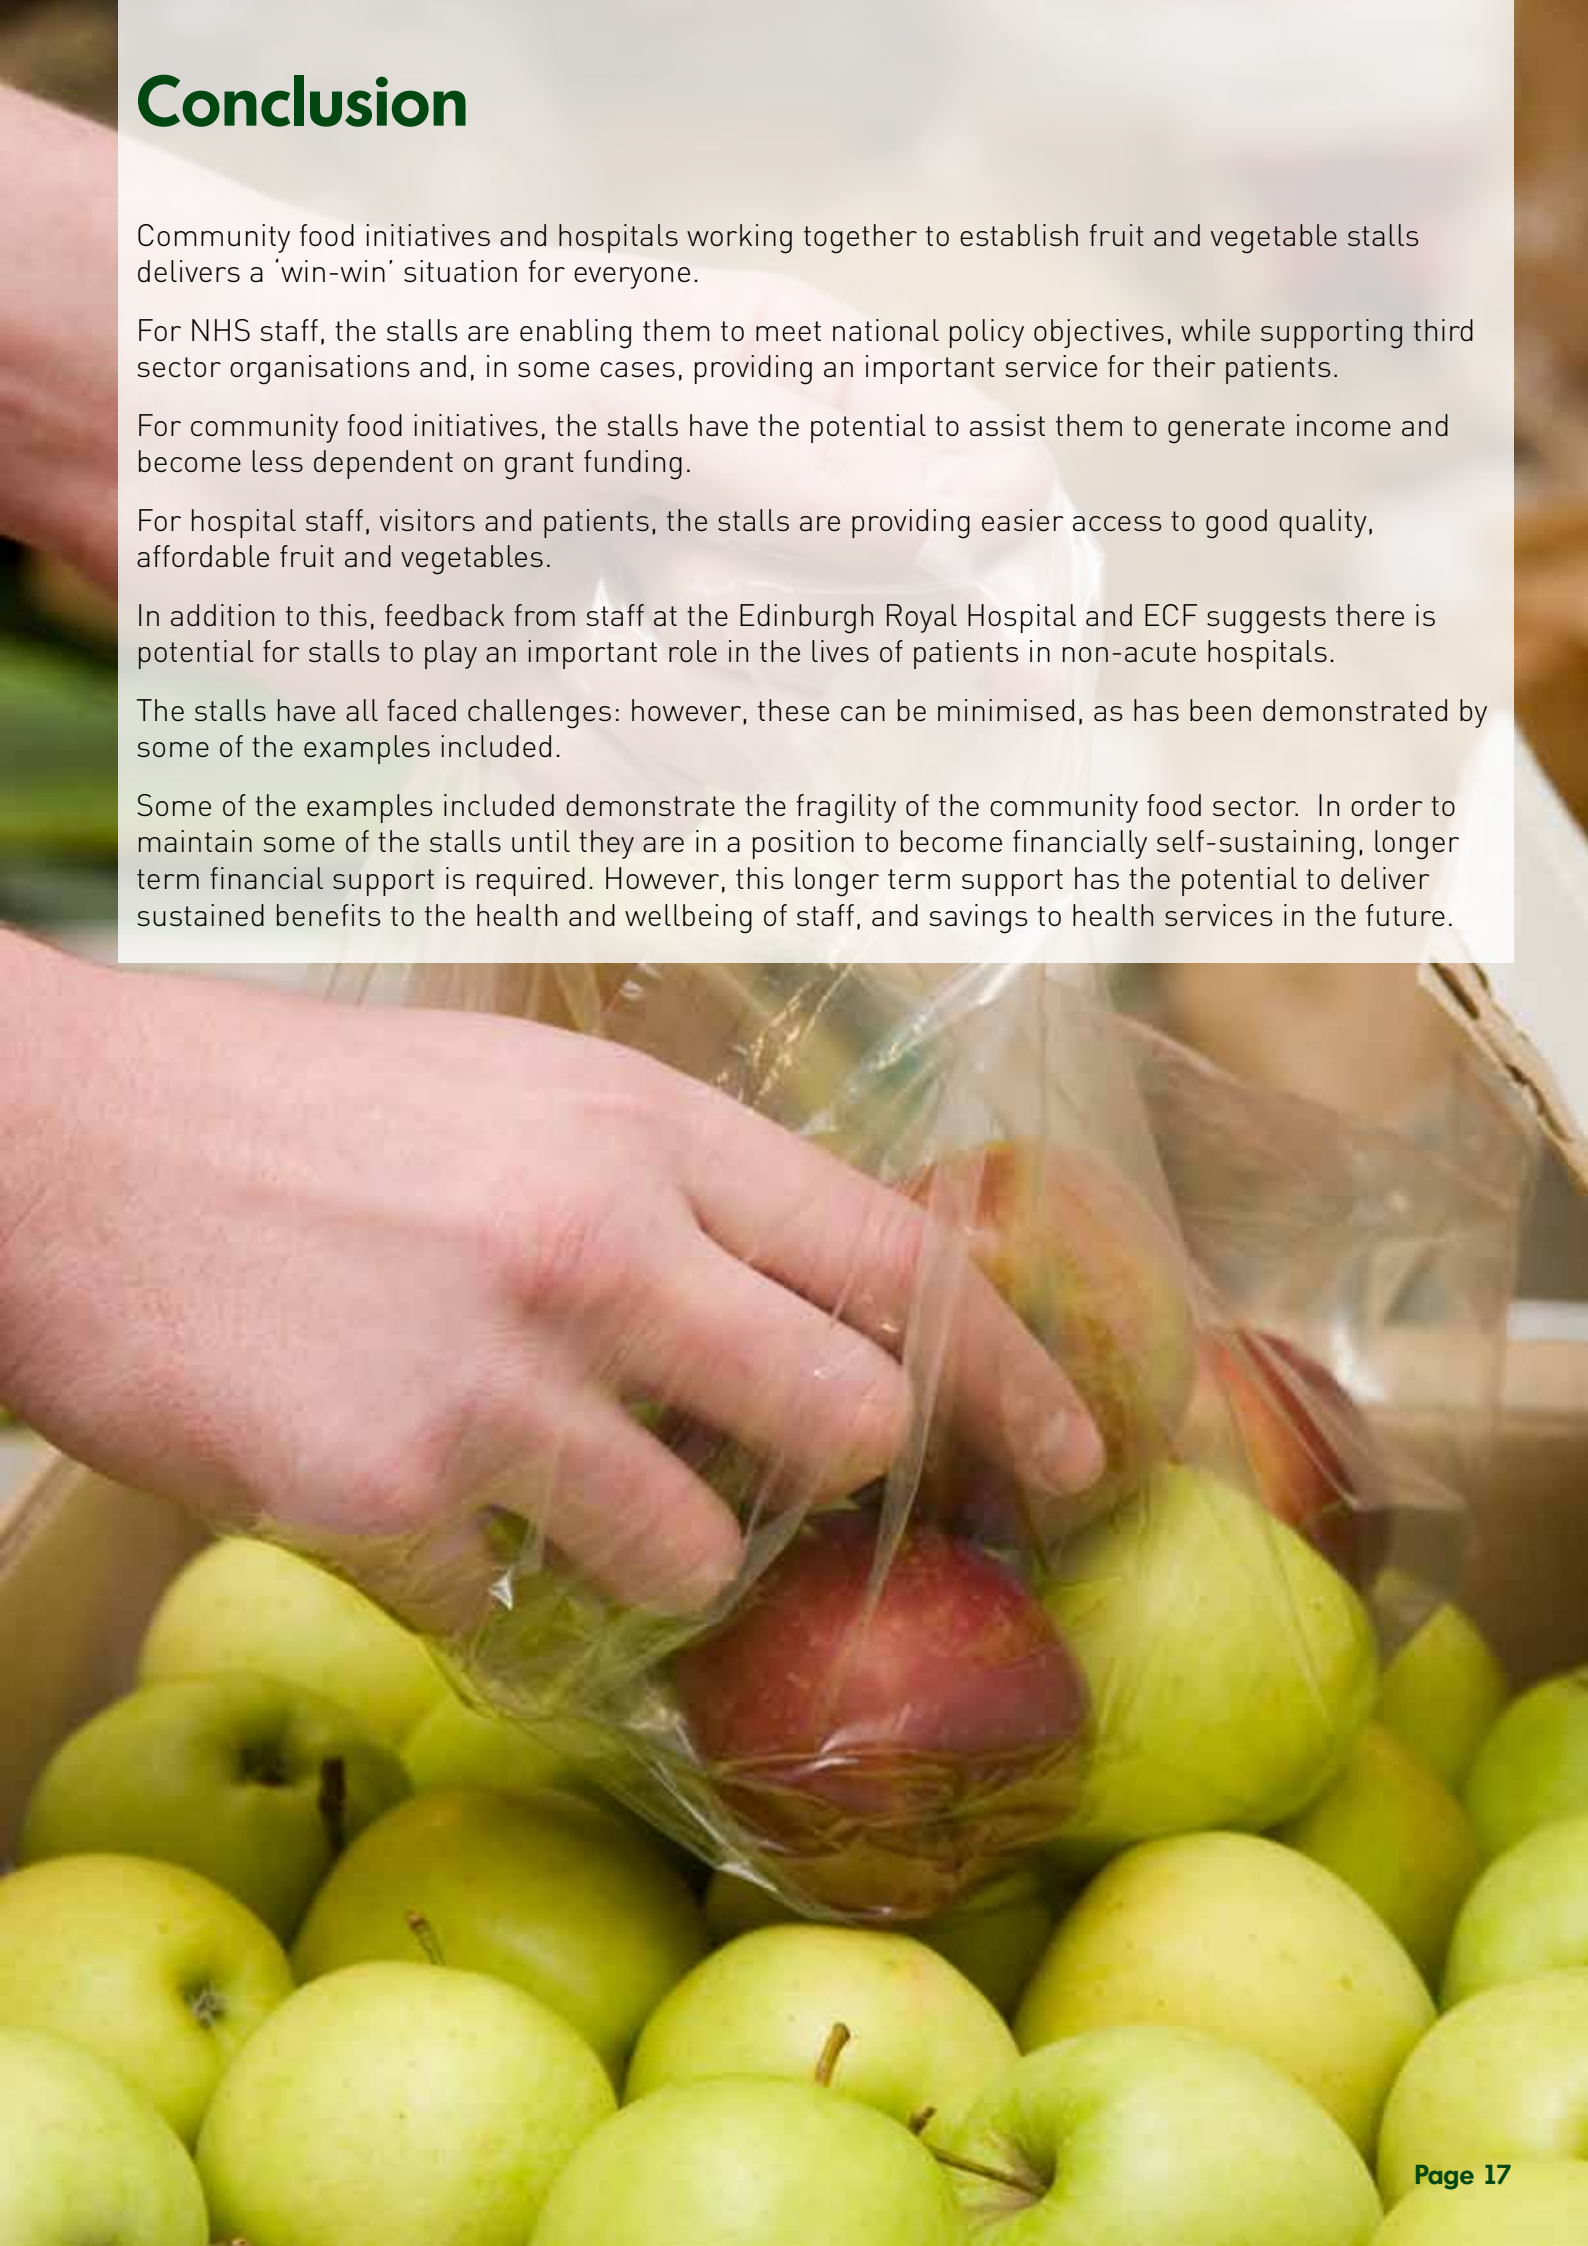 Conclusion
Community food initiatives and hospitals working together to establish fruit and vegetable stalls
delivers a ‘win-win’ situation for everyone.
For NHS staff, the stalls are enabling them to meet national policy objectives, while supporting third
sector organisations and, in some cases, providing an important service for their patients.
For community food initiatives, the stalls have the potential to assist them to generate income and
become less dependent on grant funding.
For hospital staff, visitors and patients, the stalls are providing easier access to good quality,
affordable fruit and vegetables.
In addition to this, feedback from staff at the Edinburgh Royal Hospital and ECF suggests there is
potential for stalls to play an important role in the lives of patients in non-acute hospitals.
The stalls have all faced challenges: however, these can be minimised, as has been demonstrated by
some of the examples included.
Some of the examples included demonstrate the fragility of the community food sector.  In order to
maintain some of the stalls until they are in a position to become financially self-sustaining, longer
term financial support is required. However, this longer term support has the potential to deliver
sustained benefits to the health and wellbeing of staff, and savings to health services in the future.
Page 17